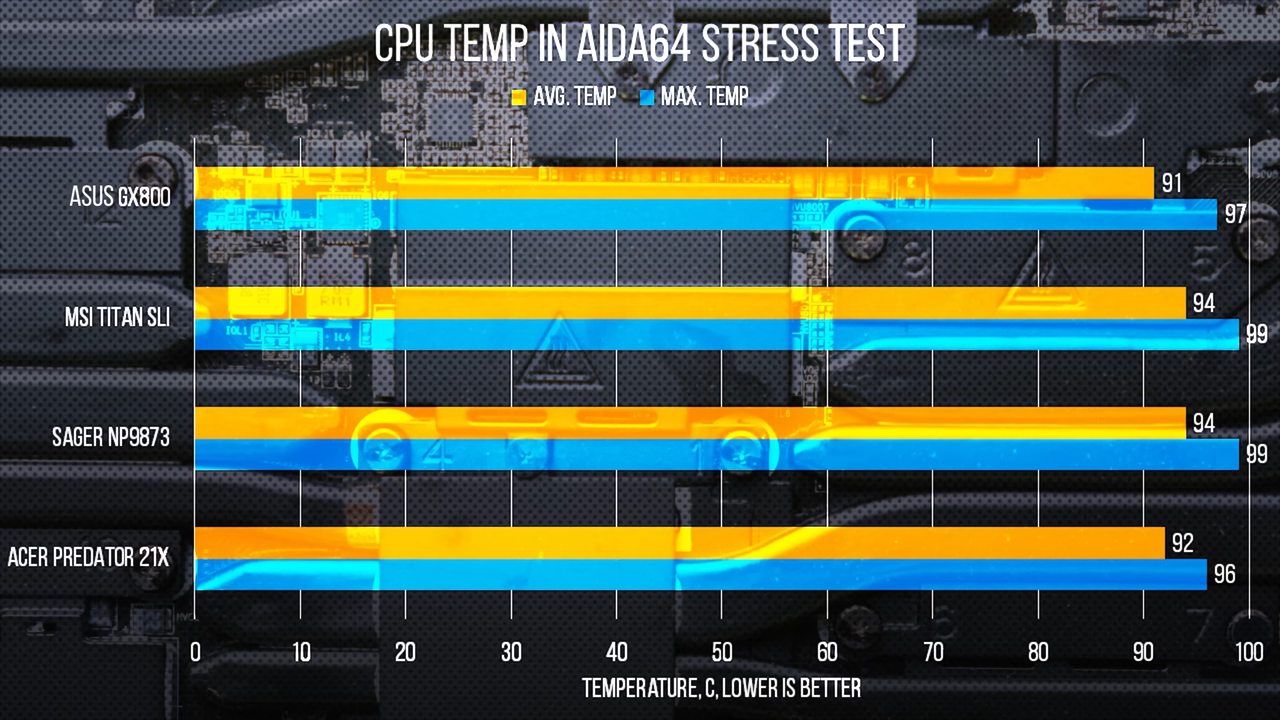 CPU TEMP IN AIDA64 STRESS TEST
AVG. TEMP MAX. TEMP
ASUS GX800 91
97
MSI TITAN SLI 94
99
SAGER NP9873 94
99
ACER PREDATOR 21X 92
96
0 10 20 30 40 50 60 70 80 90 100
TEMPERATURE, C, LOWER IS BETTER